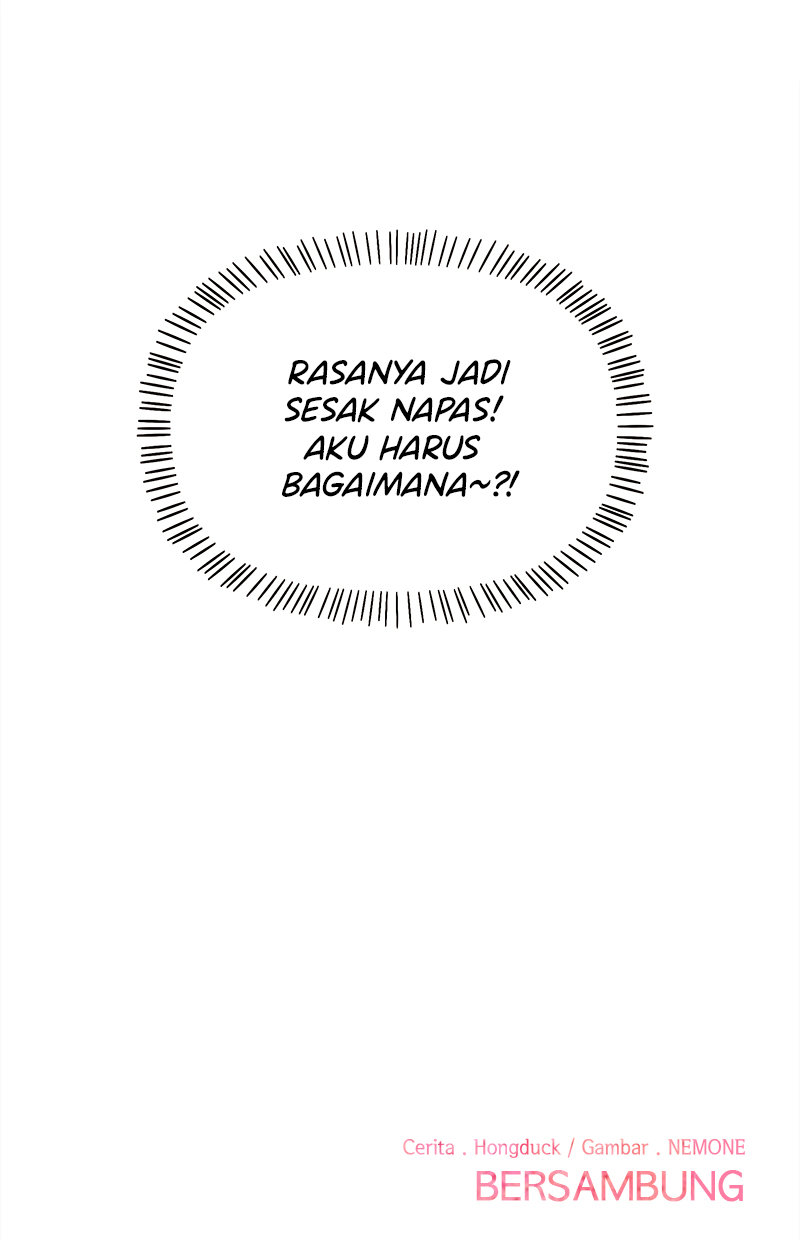 RASANYA JADI
SESAK NAPAS!
AKU HARUS
BAGAIMANA~?!
Cerita . Hongduck / Gambar . NEMONE
BERSAMBUNG